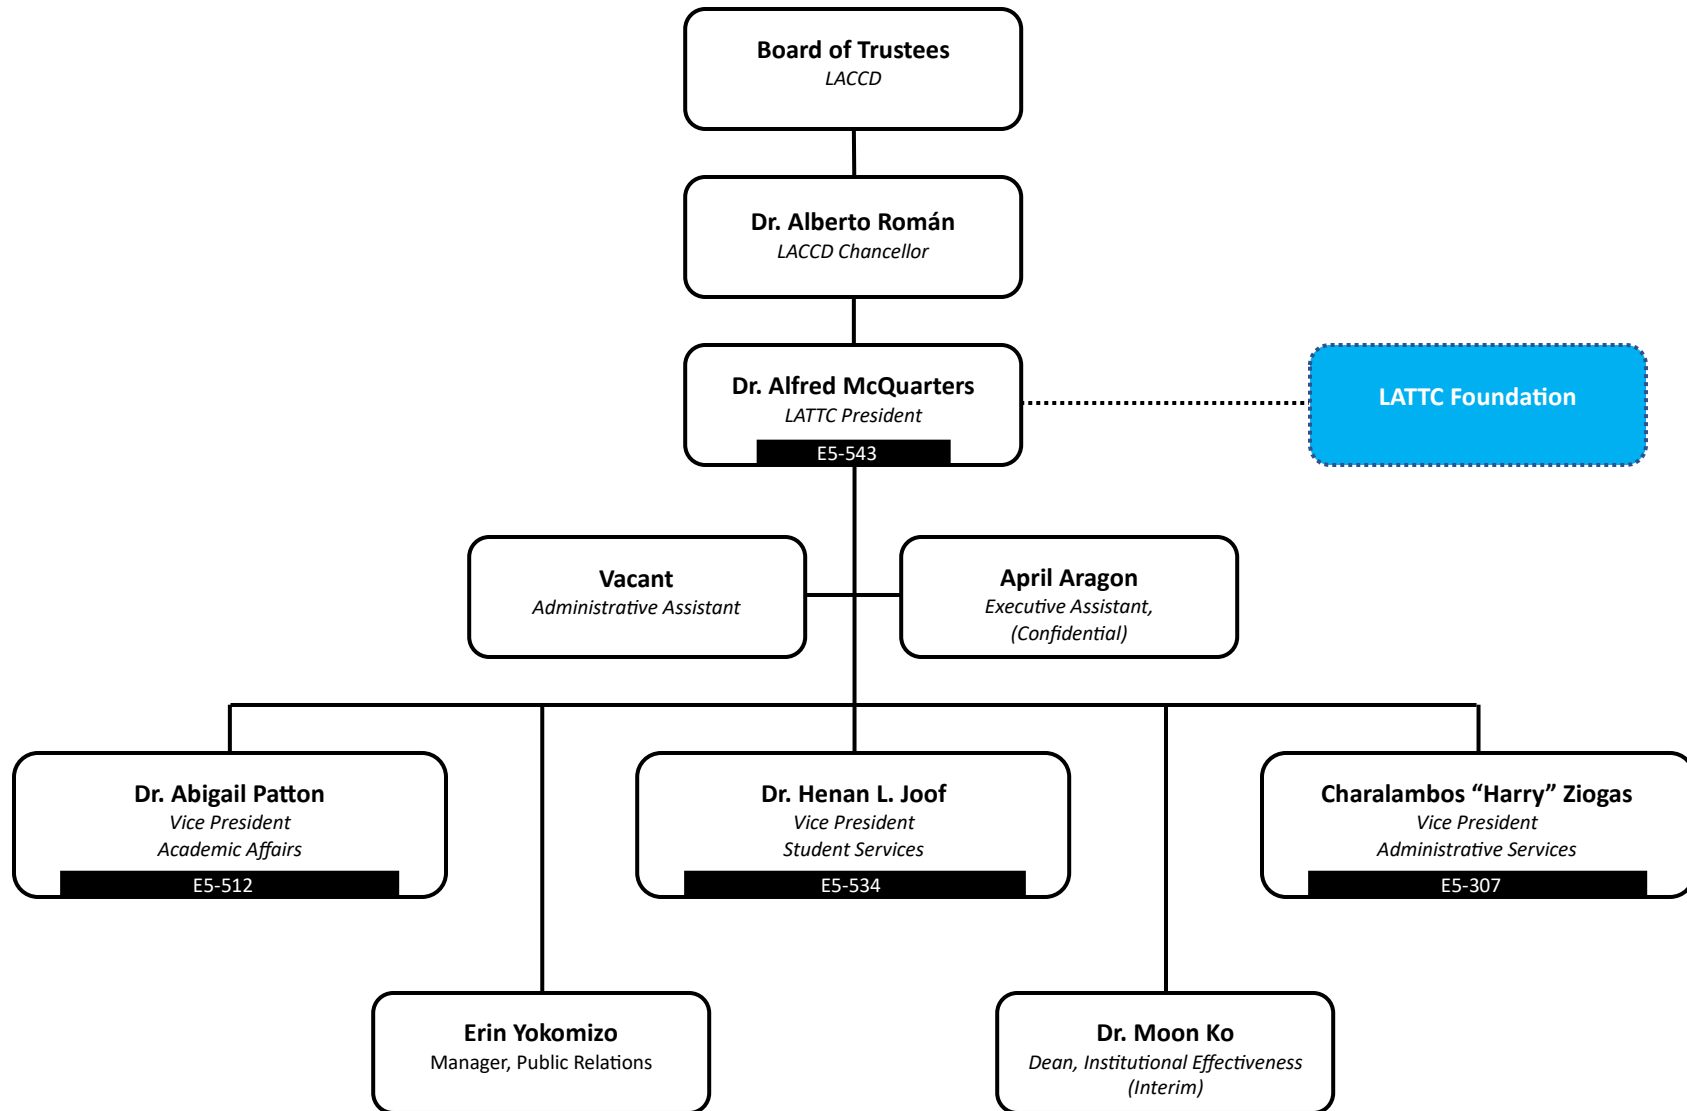 Board of Trustees
LACCD
Dr. Alberto Román
LACCD Chancellor
Dr. Alfred McQuarters
LATTC President
E5-543
LATTC Foundation
Vacant
Administrative Assistant
April Aragon
Executive Assistant,
(Confidential)
Dr. Abigail Patton
Vice President
Academic Affairs
E5-512
Dr. Henan L. Joof
Vice President
Student Services
E5-534
Charalambos “Harry” Ziogas
Vice President
Administrative Services
E5-307
Erin Yokomizo
Manager, Public Relations
Dr. Moon Ko
Dean, Institutional Effectiveness
(Interim)